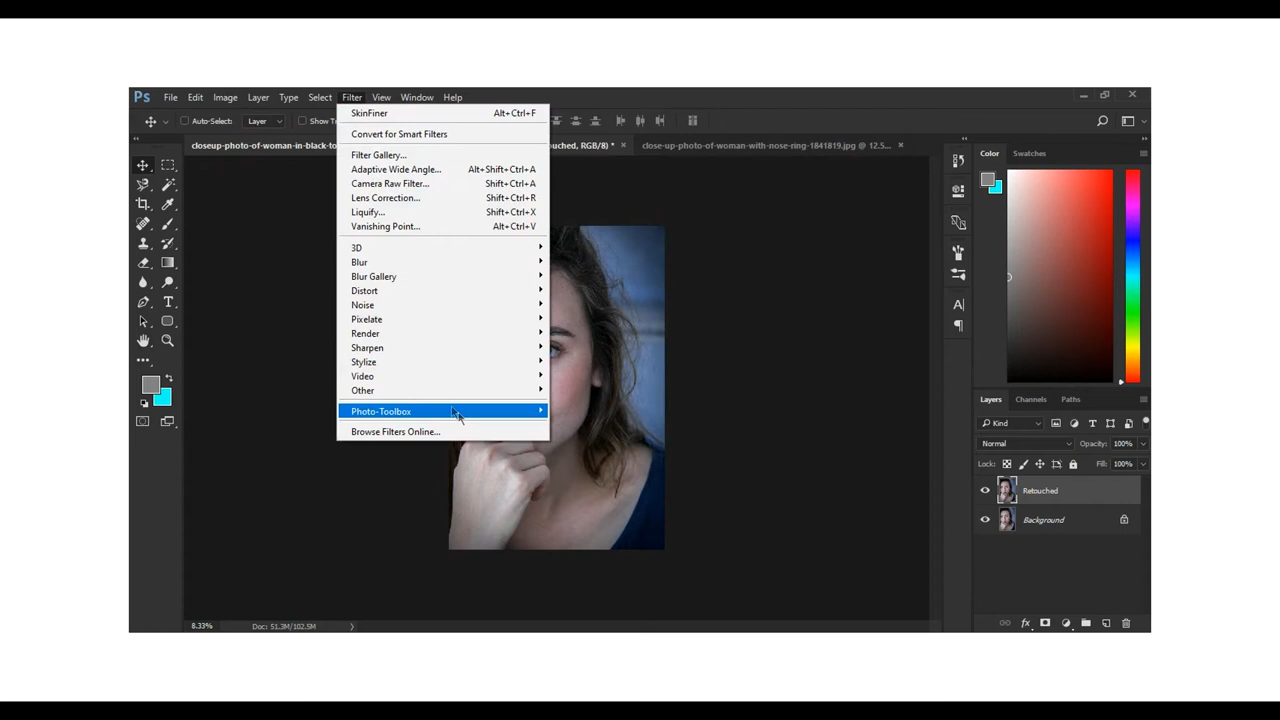 Ps File Edit Image Layer Type Select Filter View Window Help
Auto-Select: Layer Show
closeup-photo-of-woman-in-black-to
ouched, RGB/8) *
close-up-photo-of-woman-with-nose-ring-1841819.jpg @ 12.5...
SkinFiner Alt+Ctrl+F
Convert for Smart Filters
Filter Gallery...
Adaptive Wide Angle... Alt+Shift+Ctrl+A
Camera Raw Filter... Shift+Ctrl+A
Lens Correction... Shift+Ctrl+R
Liquify... Shift+Ctrl+X
Vanishing Point... Alt+Ctrl+V
3D
Blur
Blur Gallery
Distort
Noise
Pixelate
Render
Sharpen
Stylize
Video
Other
Photo-Toolbox
Browse Filters Online...
Color Swatches
Layers Channels Paths
Kind
Normal Opacity: 100%
Lock: Fill: 100%
Retouched
Background
8.33% Doc: 51.3M/102.5M